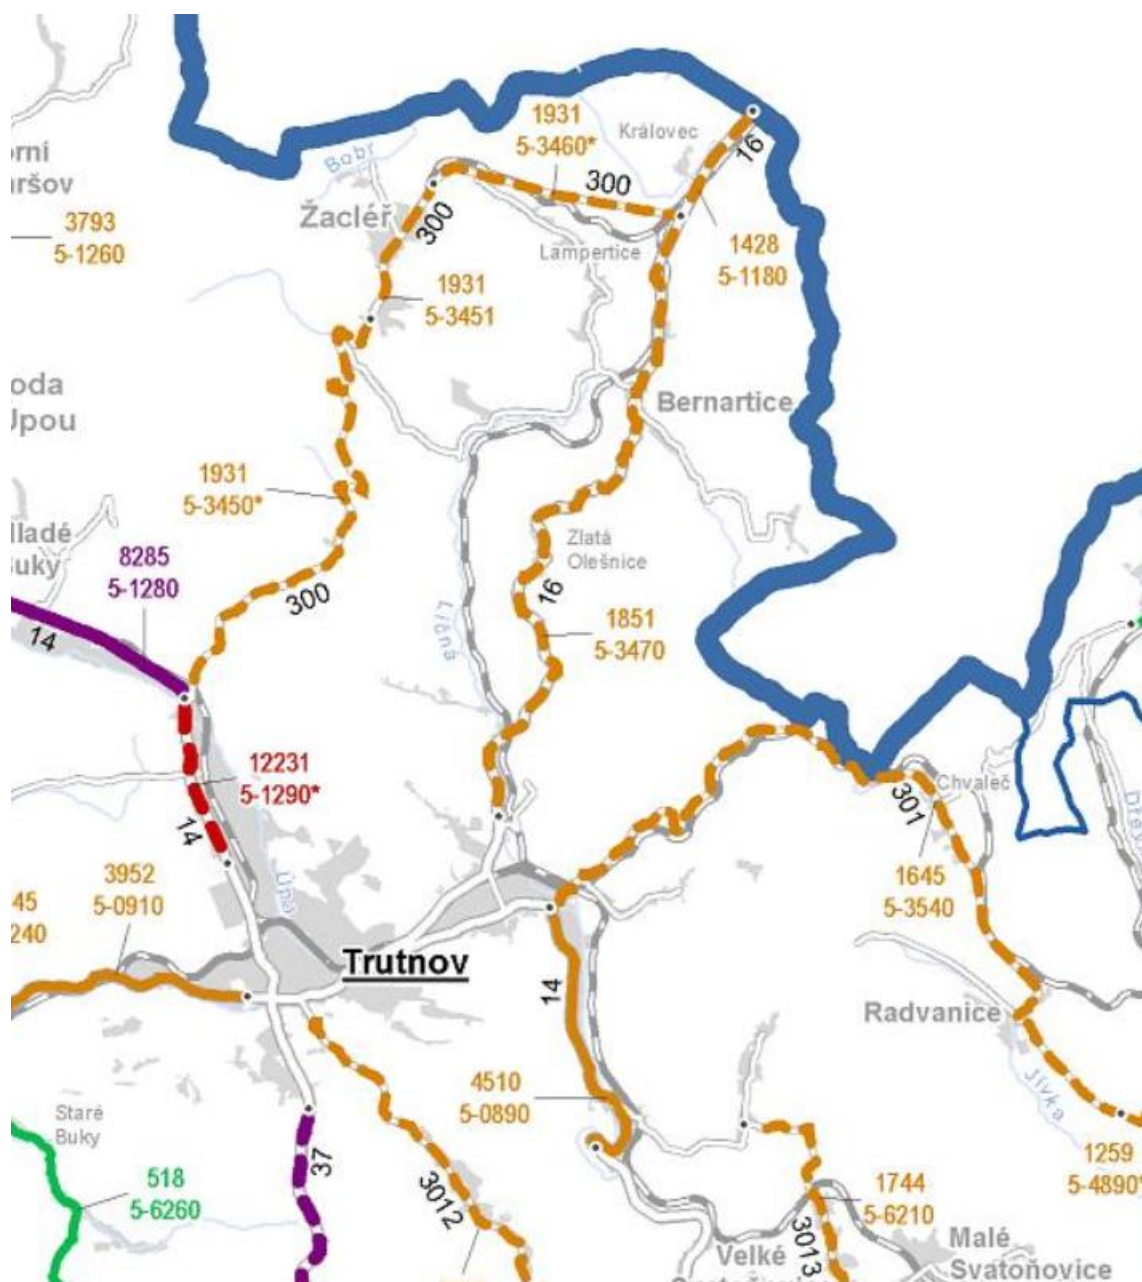 1931
5-3460*
Královec
16
Bobr
300
orní
aršov
3793
5-1260
Žacléř
300
Lampertice
1428
5-1180
1931
5-3451
oda
Úpou
Bernartice
1931
5-3450*
Mladé
Buky
8285
5-1280
Zlatá
Olešnice
16
300
14
Ličná
1851
5-3470
12231
5-1290*
14
Chvaleč
301
1645
5-3540
3952
5-0910
45
240
Úpa
Trutnov
14
Radvanice
4510
5-0890
Jívka
Staré
Buky
37
3012
518
5-6260
1259
5-4890*
1744
5-6210
3013
Velké
Malé
Svatoňovice